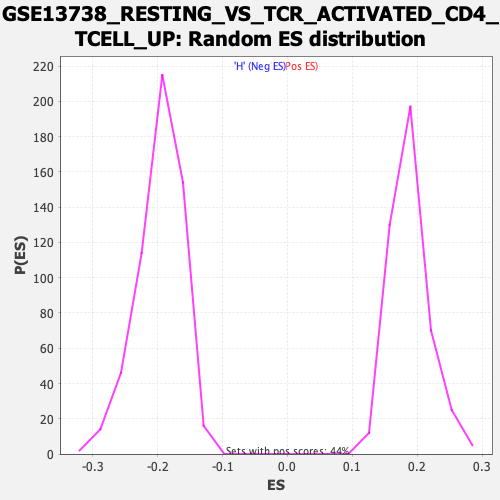 GSE13738_RESTING_VS_TCR_ACTIVATED_CD4_
TCELL_UP: Random ES distribution
'H' (Neg ES)Pos ES)
220
200
180
160
140
120
100
80
60
40
20
0
P(ES)
Sets with pos scores: 44%
-0.3 -0.2 -0.1 0.0 0.1 0.2 0.3
ES